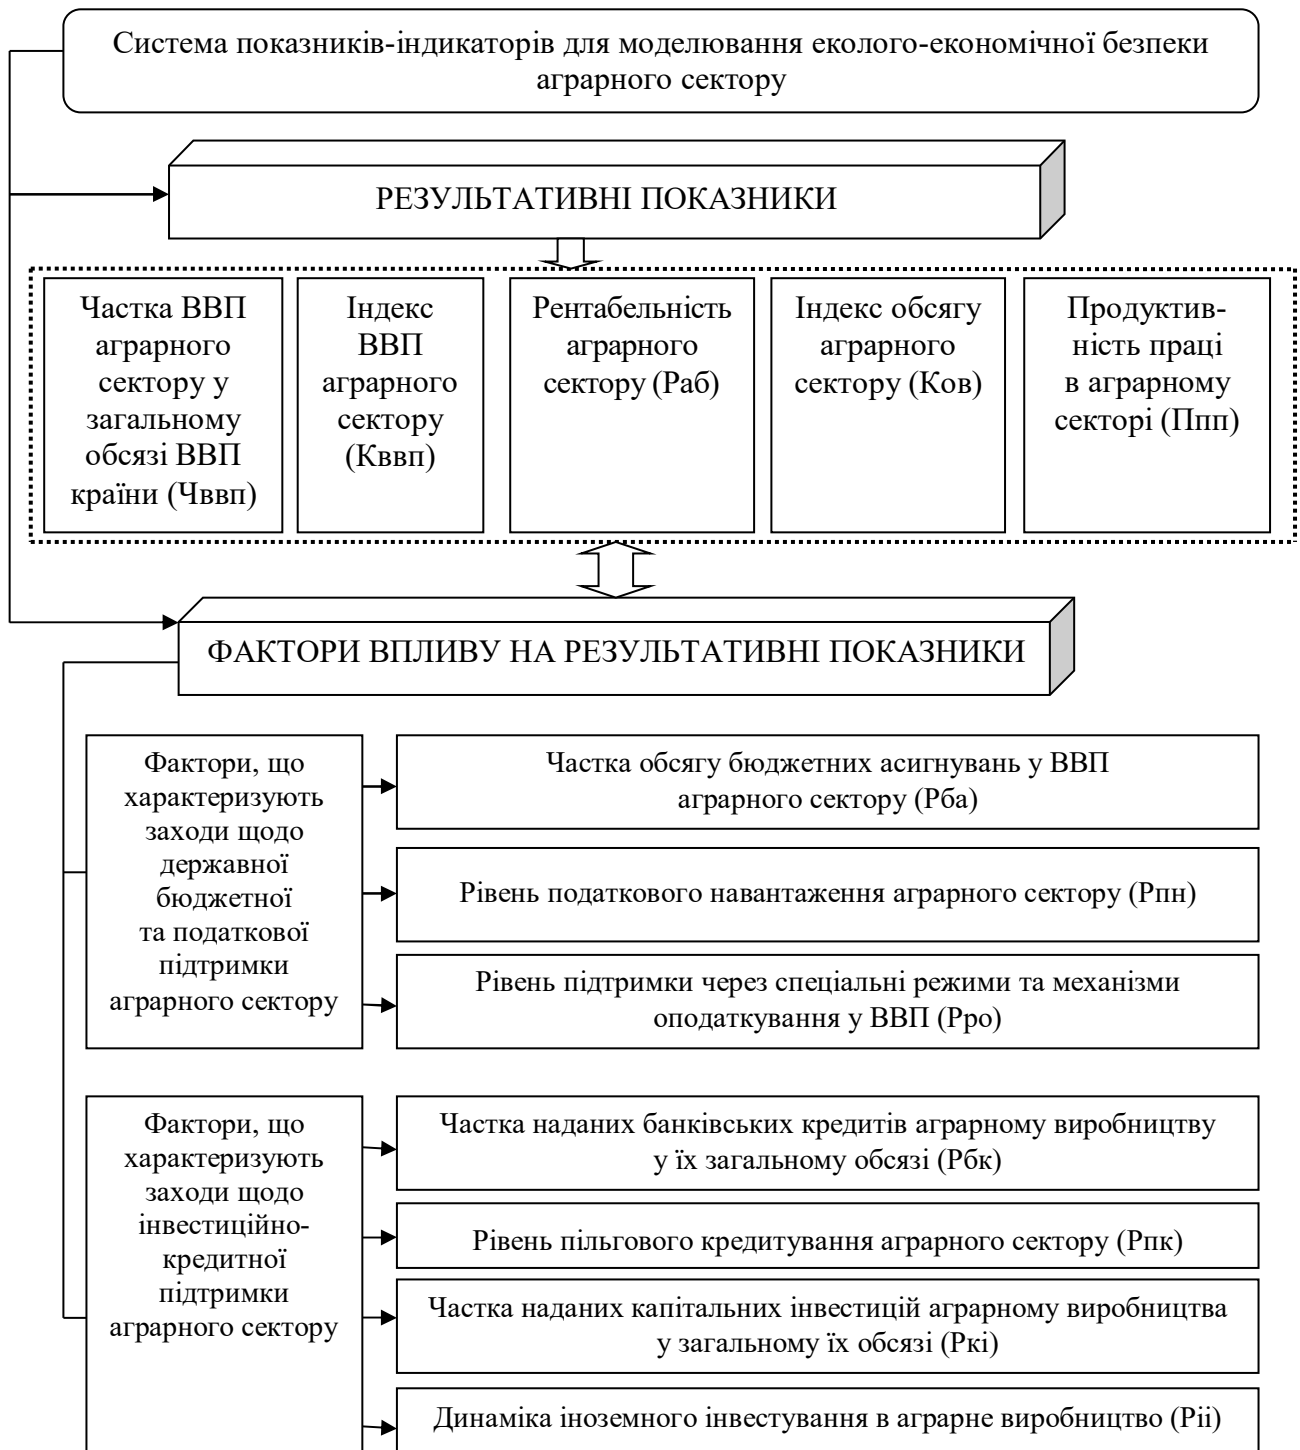 Система показників-індикаторів для моделювання еколого-економічної безпеки
аграрного сектору
РЕЗУЛЬТАТИВНІ ПОКАЗНИКИ
Частка ВВП
аграрного
сектору у
загальному
обсязі ВВП
країни (Чввп)
Індекс
ВВП
аграрного
сектору
(Кввп)
Рентабельність
аграрного
сектору (Раб)
Індекс обсягу
аграрного
сектору (Ков)
Продуктив-
ність праці
в аграрному
секторі (Ппп)
ФАКТОРИ ВПЛИВУ НА РЕЗУЛЬТАТИВНІ ПОКАЗНИКИ
Фактори, що
характеризують
заходи щодо
державної
бюджетної
та податкової
підтримки
аграрного сектору
Частка обсягу бюджетних асигнувань у ВВП
аграрного сектору (Рба)
Рівень податкового навантаження аграрного сектору (Рпн)
Рівень підтримки через спеціальні режими та механізми
оподаткування у ВВП (Рро)
Фактори, що
характеризують
заходи щодо
інвестиційно-
кредитної
підтримки
аграрного сектору
Частка наданих банківських кредитів аграрному виробництву
у їх загальному обсязі (Рбк)
Рівень пільгового кредитування аграрного сектору (Рпк)
Частка наданих капітальних інвестицій аграрному виробництва
у загальному їх обсязі (Ркі)
Динаміка іноземного інвестування в аграрне виробництво (Ріі)